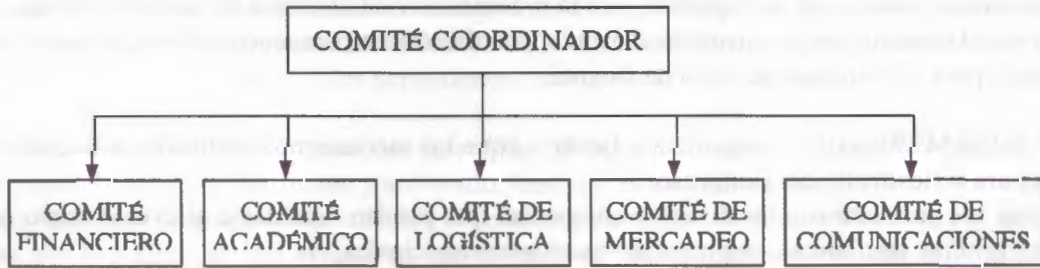 COMITÉ COORDINADOR
COMITÉ
FINANCIERO
COMITÉ
ACADÉMICO
COMITÉ DE
LOGÍSTICA
COMITÉ DE
MERCADEO
COMITÉ DE
COMUNICACIONES